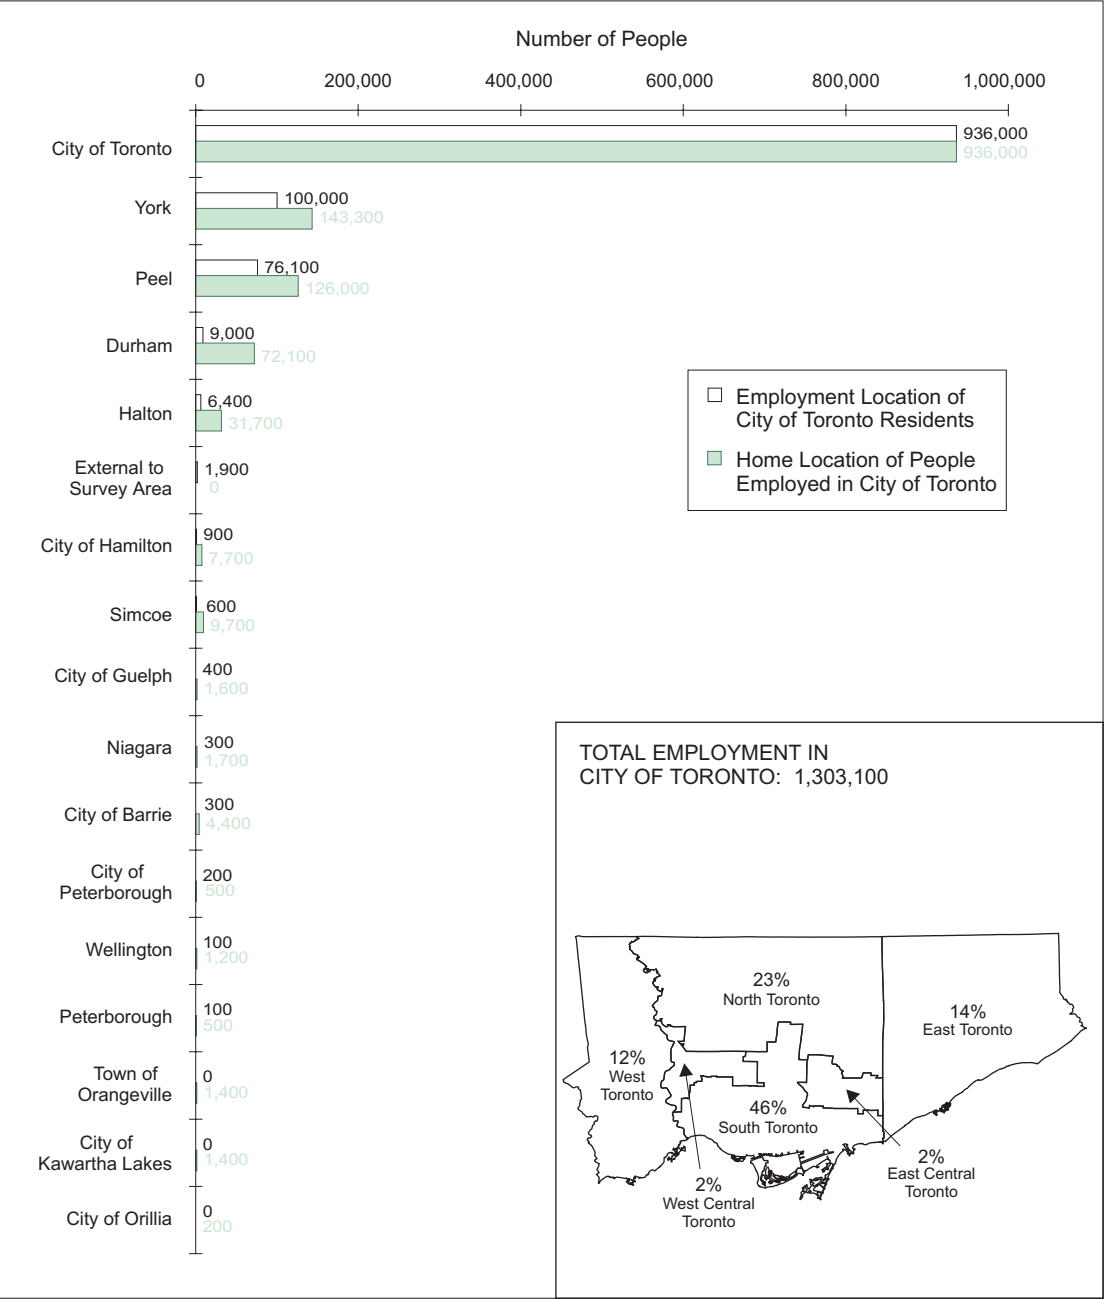 Number of People
0 200,000 400,000 600,000 800,000 1,000,000
City of Toronto
936,000
936,000
York
100,000
143,300
Peel
76,100
126,000
Durham
9,000
72,100
Halton
6,400
31,700
External to
Survey Area
1,900
0
City of Hamilton
900
7,700
Simcoe
600
9,700
City of Guelph
400
1,600
Niagara
300
1,700
City of Barrie
300
4,400
City of
Peterborough
200
500
Wellington
100
1,200
Peterborough
100
500
Town of
Orangeville
0
1,400
City of
Kawartha Lakes
0
1,400
City of Orillia
0
200
Employment Location of
City of Toronto Residents
Home Location of People
Employed in City of Toronto
TOTAL EMPLOYMENT IN
CITY OF TORONTO: 1,303,100
23%
North Toronto
14%
East Toronto
12%
West
Toronto
46%
South Toronto
2%
West Central
Toronto
2%
East Central
Toronto